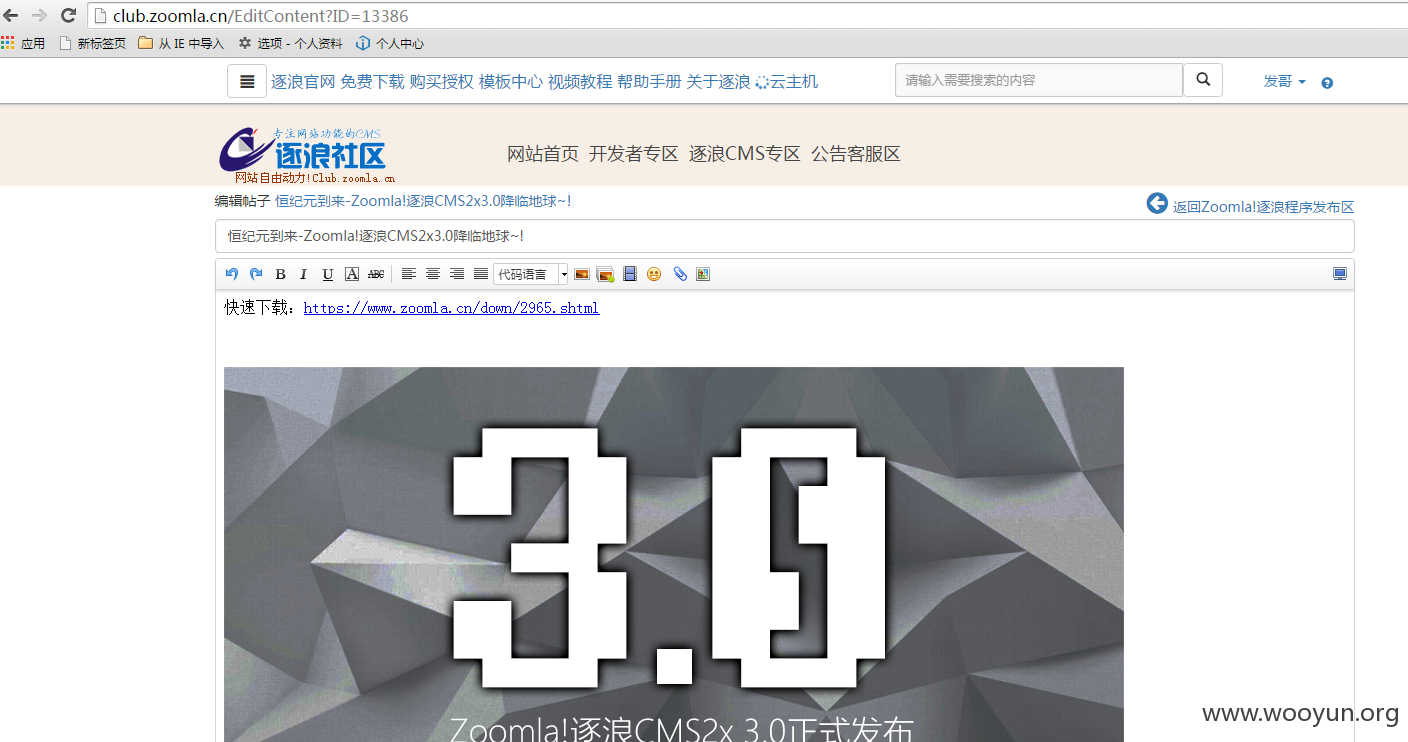 club.zoomla.cn/EditContent?ID=13386
应用 新标签页 从 IE 中导入 选项 - 个人资料 个人中心
逐浪官网 免费下载 购买授权 模板中心 视频教程 帮助手册 关于逐浪 云主机 请输入需要搜索的内容 发哥
专注网站功能的CMS
逐浪社区
网站自由动力!Club.zoomla.cn
网站首页 开发者专区 逐浪CMS专区 公告客服区
编辑帖子 恒纪元到来-Zoomla!逐浪CMS2x3.0降临地球~! 返回Zoomla!逐浪程序发布区
恒纪元到来-Zoomla!逐浪CMS2x3.0降临地球~!
B I U A ABC 代码语言
快速下载：https://www.zoomla.cn/down/2965.shtml
3.0
Zoomla!逐浪CMS2x 3.0正式发布
www.wooyun.org